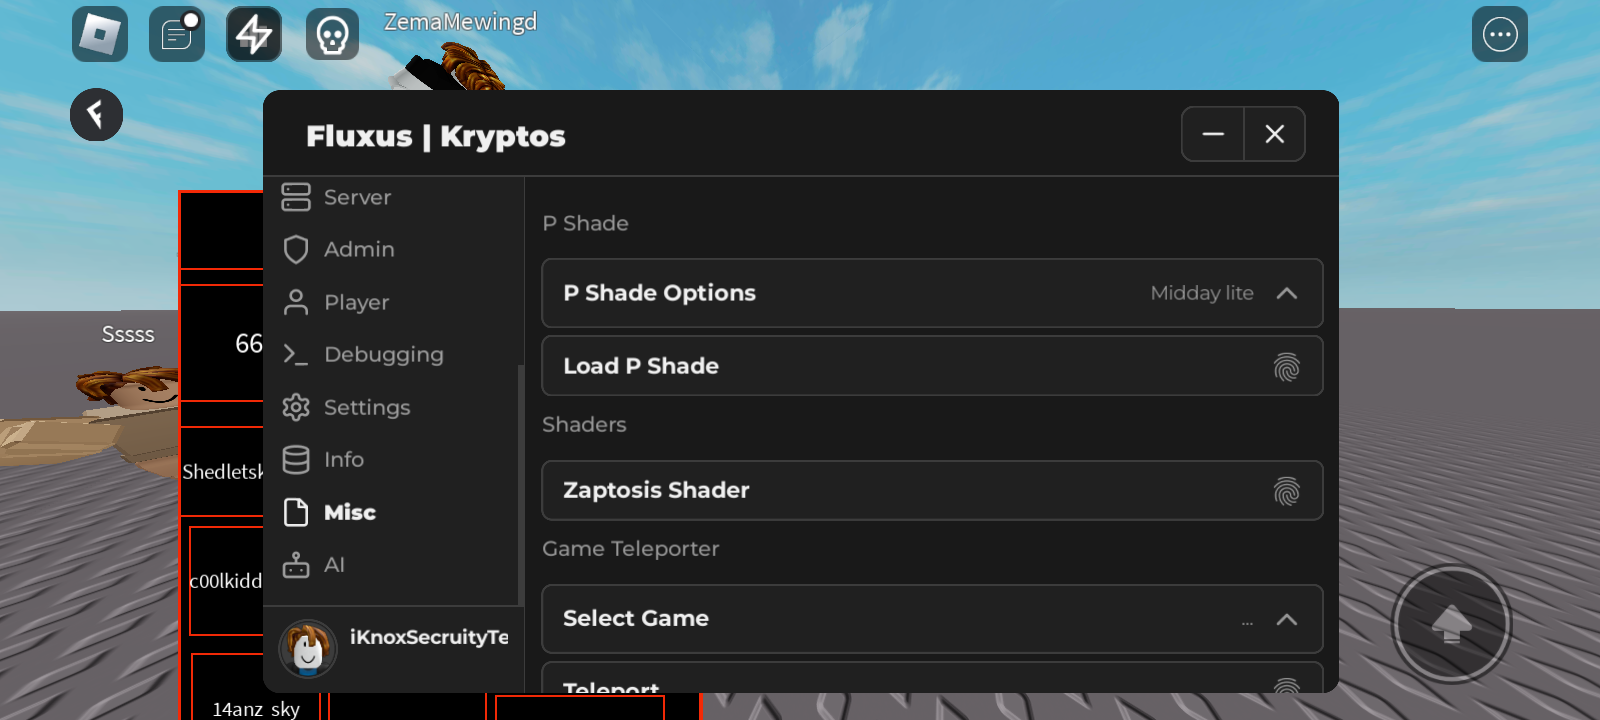 ZemaMewingd
Fluxus | Kryptos
Server
Admin
Player
Debugging
Settings
Info
Misc
AI
iKnoxSecruityTe
P Shade
P Shade Options
Midday lite
Load P Shade
Shaders
Zaptosis Shader
Game Teleporter
Select Game
...
Teleport
Sssss
66
Shedletsk
c00lkidd
14anz sky